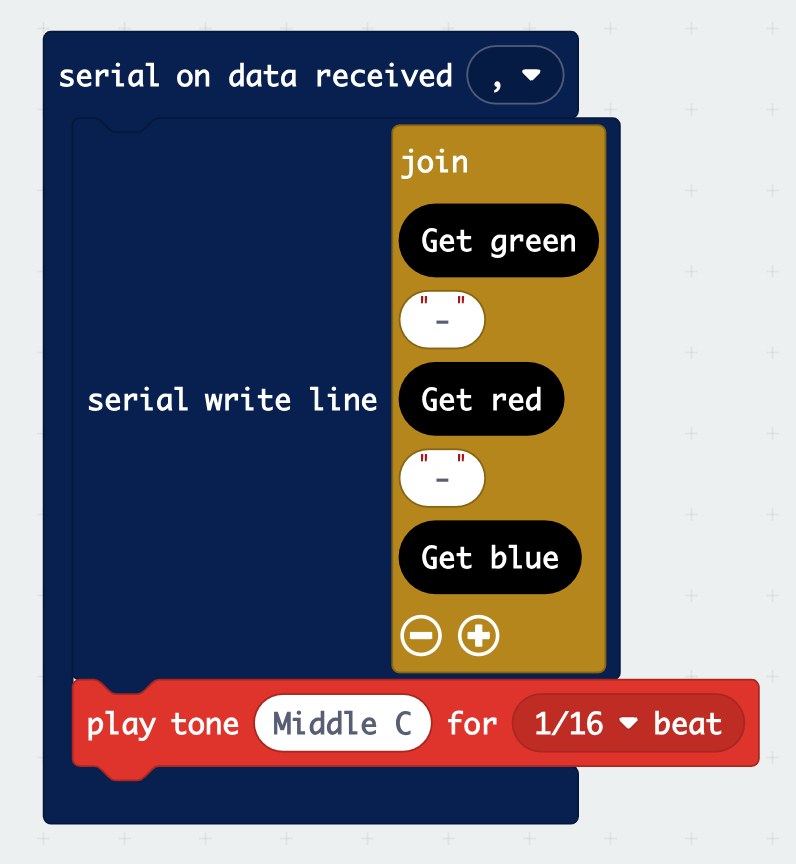 serial on data received , 
join
Get green
"-"
serial write line Get red
"-"
Get blue
play tone Middle C for 1/16 beat